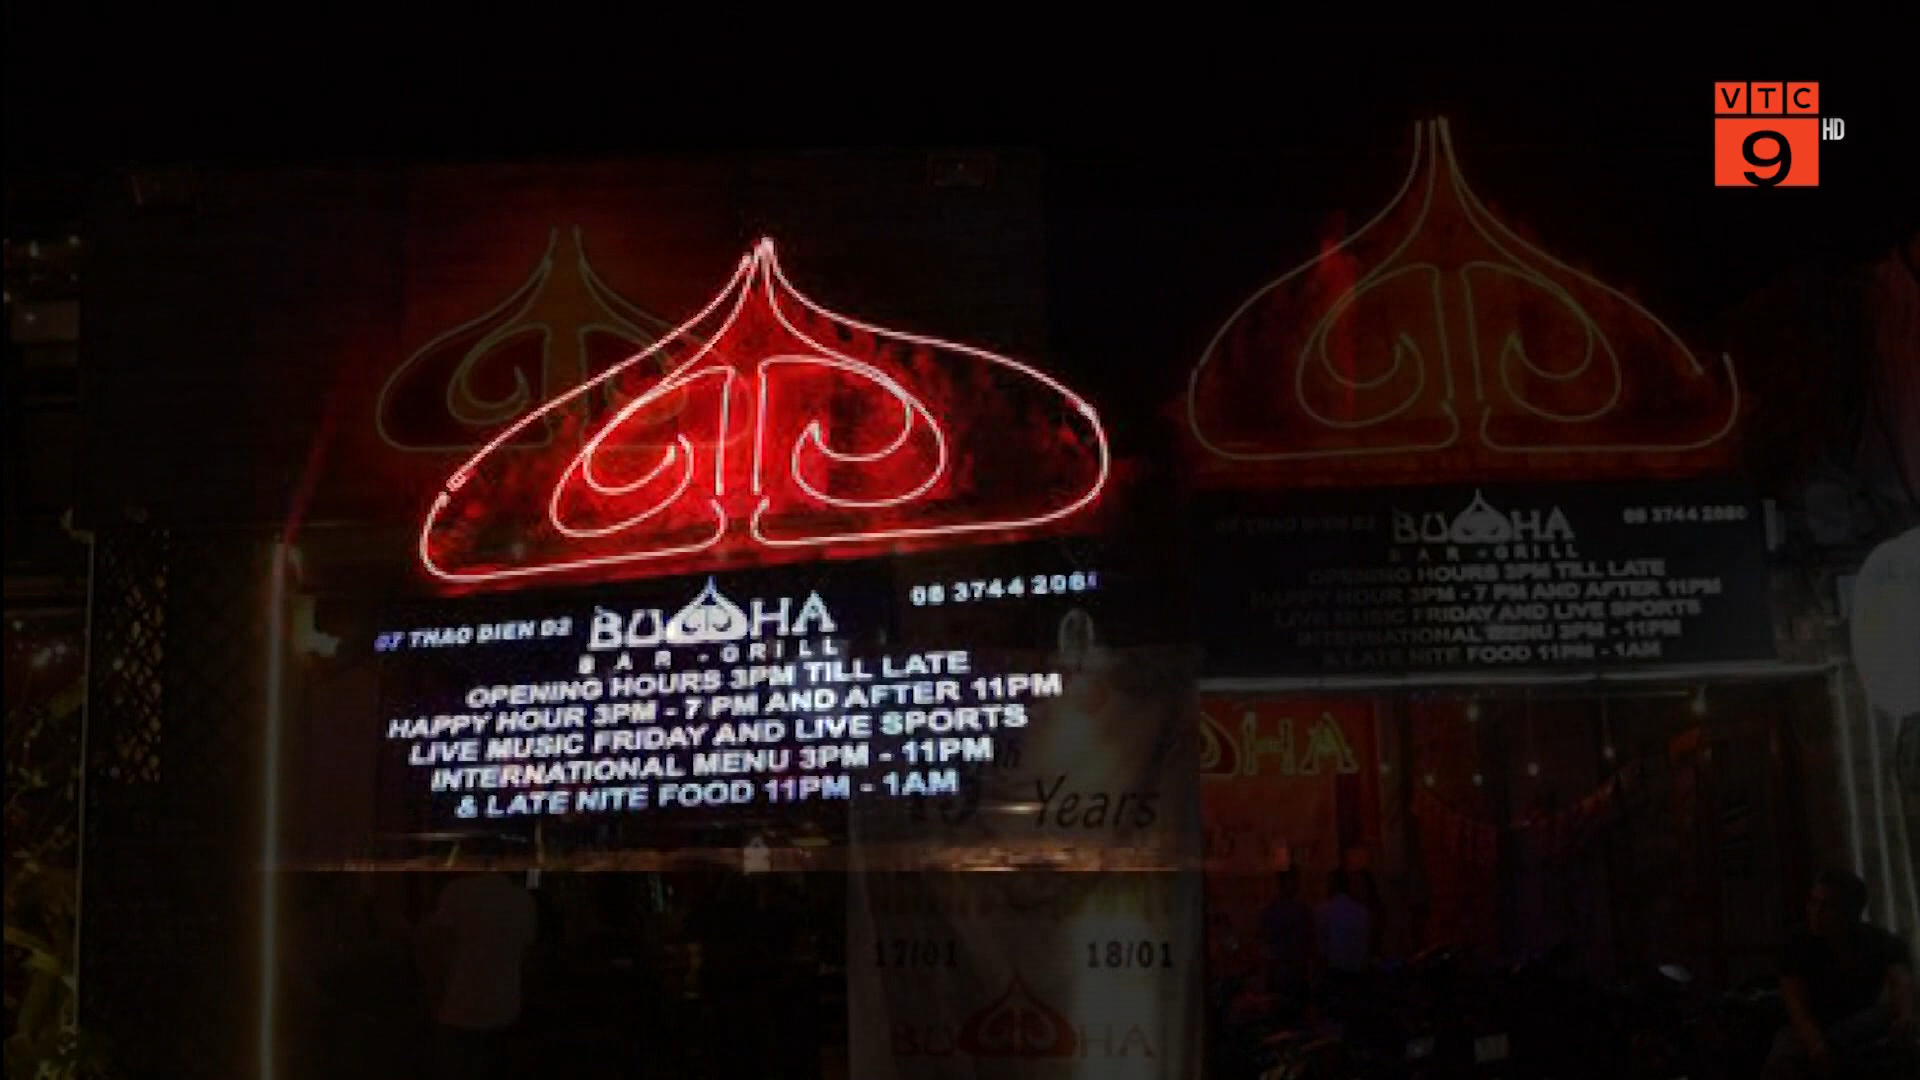 VTC
9 HD
07 THAO DIEN D2
BUDDHA
08 3744 2080
BAR - GRILL
OPENING HOURS 3PM TILL LATE
HAPPY HOUR 3PM - 7 PM AND AFTER 11PM
LIVE MUSIC FRIDAY AND LIVE SPORTS
INTERNATIONAL MENU 3PM - 11PM
& LATE NITE FOOD 11PM - 1AM
BUDDHA
08 3744 2080
BAR - GRILL
OPENING HOURS 3PM TILL LATE
HAPPY HOUR 3PM - 7 PM AND AFTER 11PM
LIVE MUSIC FRIDAY AND LIVE SPORTS
INTERNATIONAL MENU 3PM - 11PM
& LATE NITE FOOD 11PM - 1AM
DHA
Years
17/01 18/01
BUDDHA